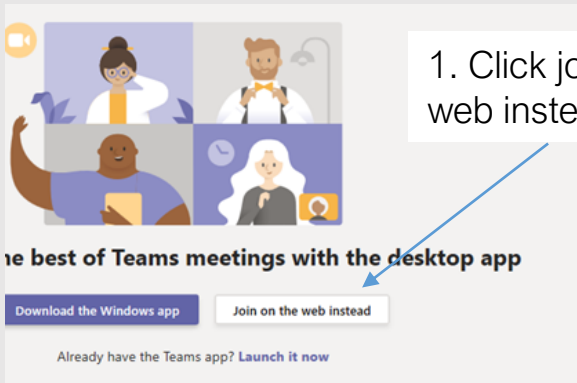 1. Click jo
web inste
he best of Teams meetings with the desktop app
Download the Windows app
Join on the web instead
Already have the Teams app? Launch it now